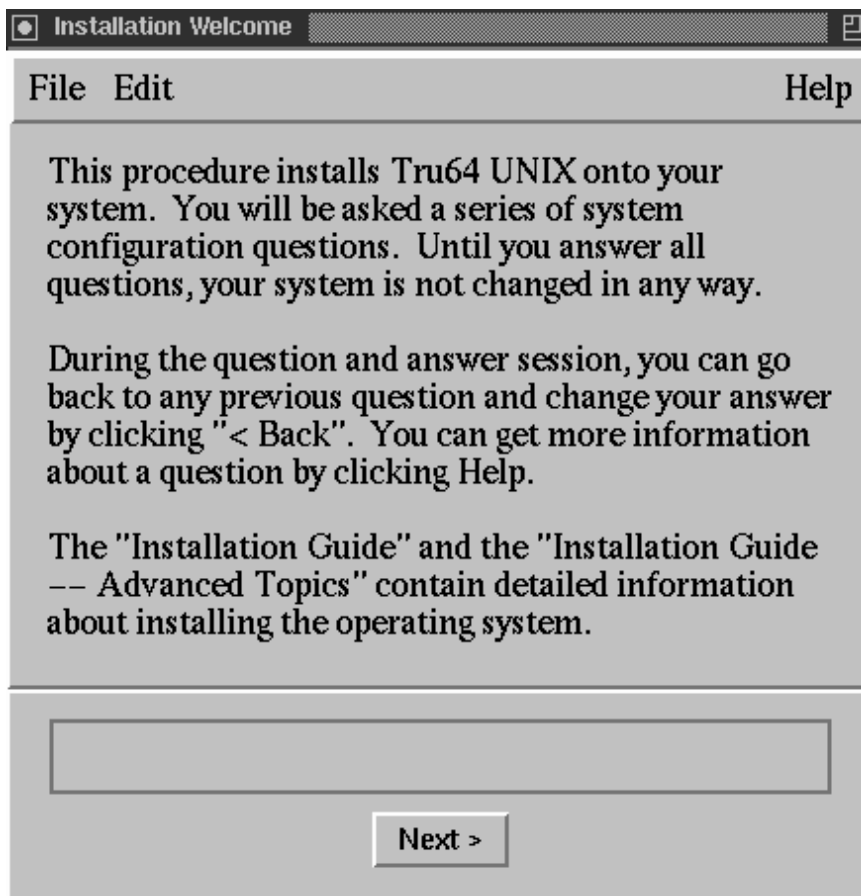 Installation Welcome
File Edit Help
This procedure installs Tru64 UNIX onto your
system. You will be asked a series of system
configuration questions. Until you answer all
questions, your system is not changed in any way.
During the question and answer session, you can go
back to any previous question and change your answer
by clicking "< Back". You can get more information
about a question by clicking Help.
The "Installation Guide" and the "Installation Guide
-- Advanced Topics" contain detailed information
about installing the operating system.
Next >